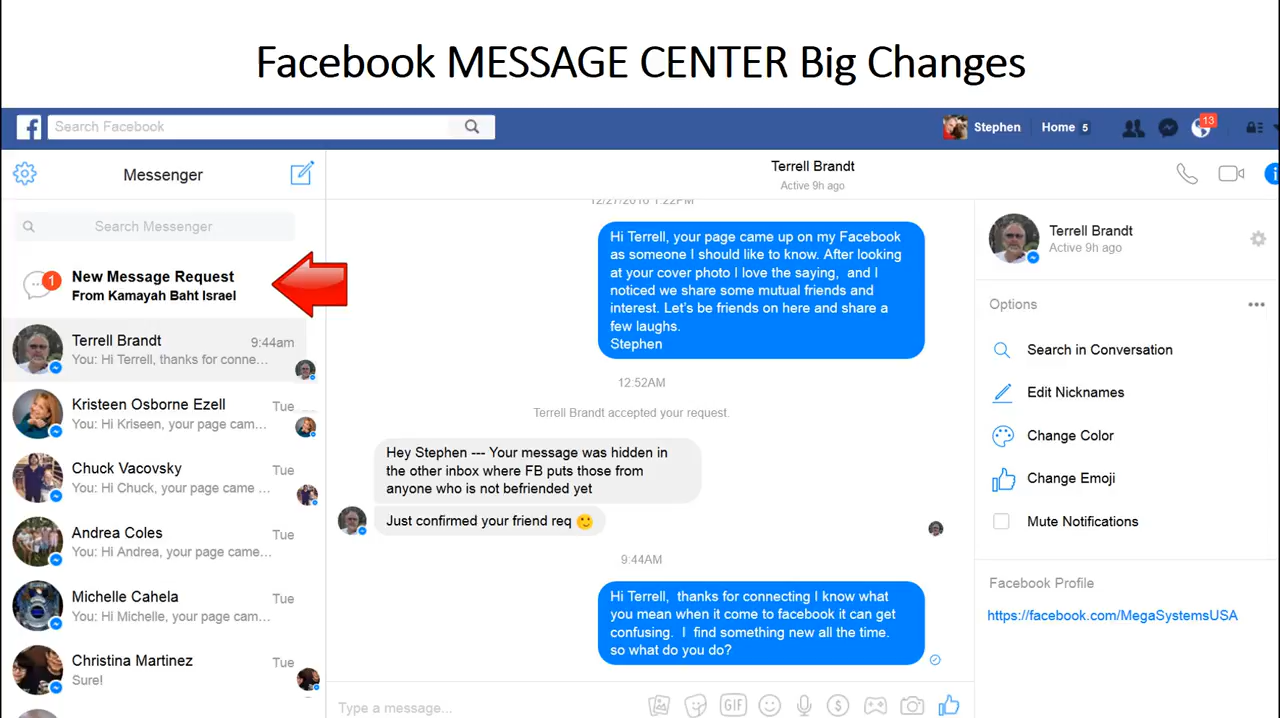 Facebook MESSAGE CENTER Big Changes
f
Search Facebook
Stephen
Home 5
13
Messenger
Search Messenger
1
New Message Request
From Kamayah Baht Israel
Terrell Brandt
9:44am
You: Hi Terrell, thanks for conne...
Kristeen Osborne Ezell
Tue
You: Hi Kriseen, your page cam...
Chuck Vacovsky
Tue
You: Hi Chuck, your page came ...
Andrea Coles
Tue
You: Hi Andrea, your page came...
Michelle Cahela
Tue
You: Hi Michelle, your page cam...
Christina Martinez
Tue
Sure!
Terrell Brandt
Active 9h ago
12/27/2016 1:22PM
Hi Terrell, your page came up on my Facebook
as someone I should like to know. After looking
at your cover photo I love the saying, and I
noticed we share some mutual friends and
interest. Let's be friends on here and share a
few laughs.
Stephen
12:52AM
Terrell Brandt accepted your request.
Hey Stephen --- Your message was hidden in
the other inbox where FB puts those from
anyone who is not befriended yet
Just confirmed your friend req
9:44AM
Hi Terrell, thanks for connecting I know what
you mean when it come to facebook it can get
confusing. I find something new all the time.
so what do you do?
Type a message...
GIF
$
i
Terrell Brandt
Active 9h ago
Options
Search in Conversation
Edit Nicknames
Change Color
Change Emoji
Mute Notifications
Facebook Profile
https://facebook.com/MegaSystemsUSA